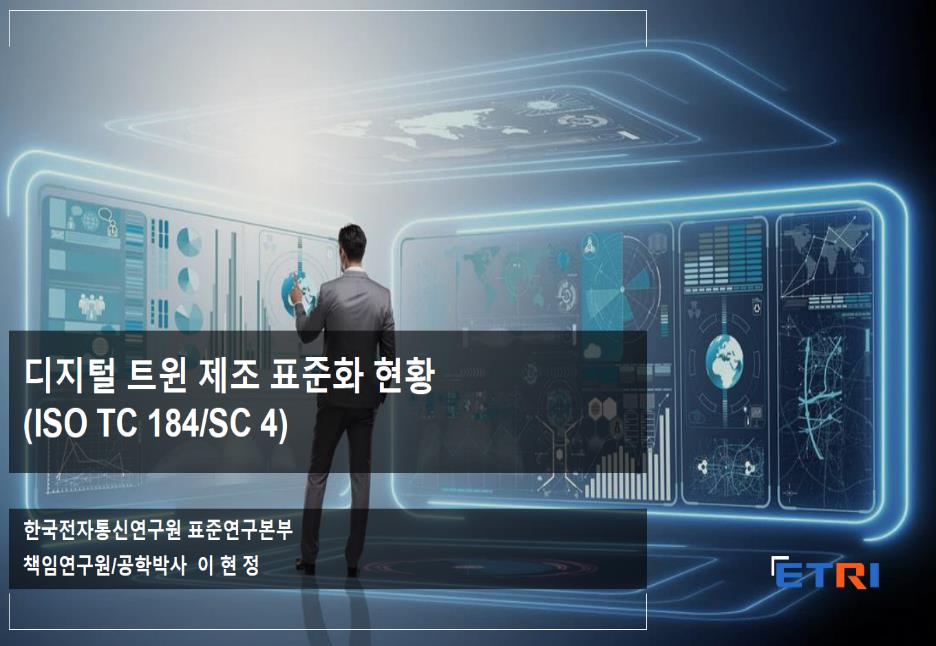 디지털 트윈 제조 표준화 현황
(ISO TC 184/SC 4)
한국전자통신연구원 표준연구본부
책임연구원/공학박사 이 현 정
ETRI